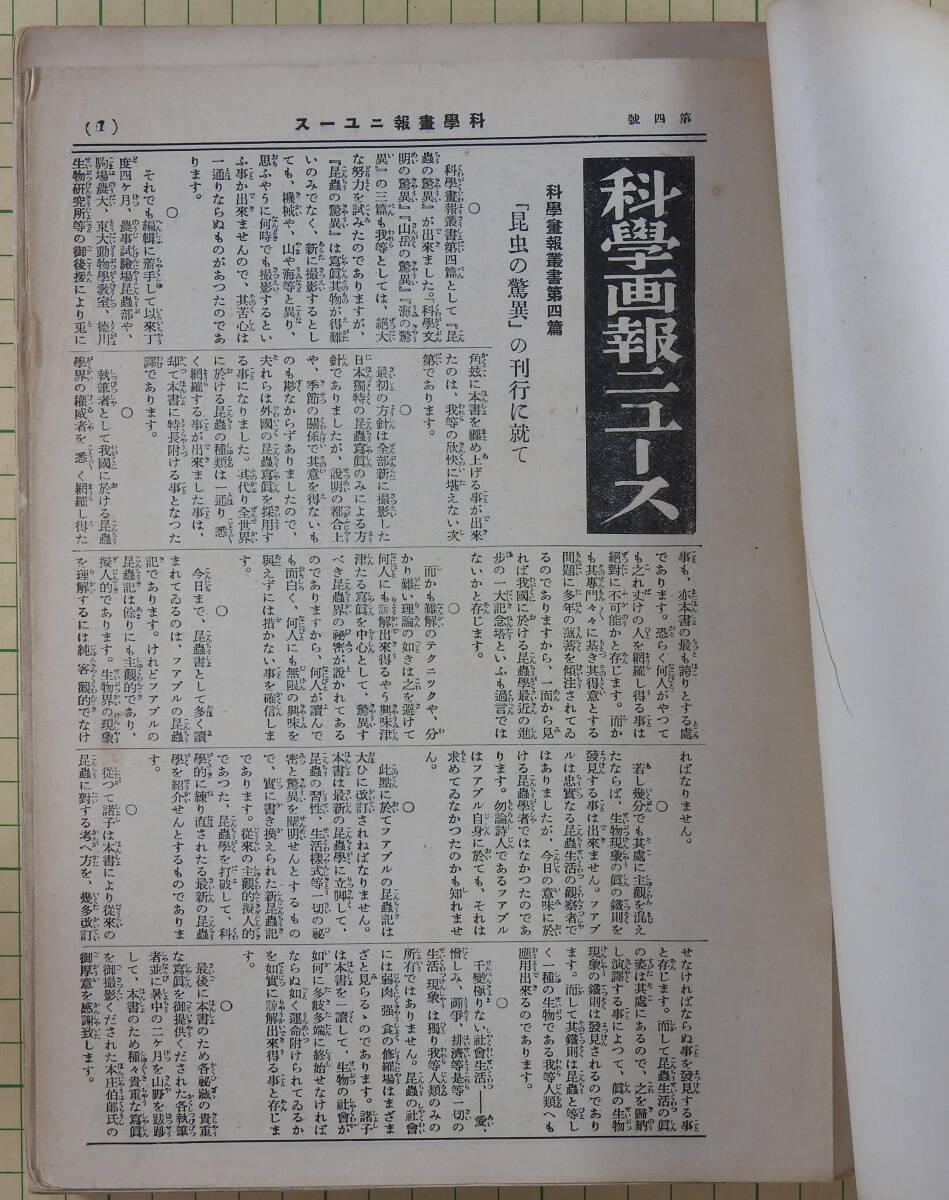 第四號
科學畫報ニユース
(1)
科學画報ニュース
科學畫報叢書第四篇
『昆虫の驚異』の刊行に就て
○
科學畫報叢書第四篇として『昆
蟲の驚異』が出來ました。『科學文
明の驚異』『山岳の驚異』『海の驚
異』の三篇も我等としては、絕大
な努力を試みたのでありますが、
『昆蟲の驚異』は寫眞其物が得難
いのみでなく、新に撮影するとし
ても、機械や、山や海等と異り、
思ふやうに何時でも撮影するとい
ふ事か出來ませんので、其苦心は
一通りならぬものがあつたのであ
ります。
○
それでも編輯に着手して以來丁
度四ケ月、農事試驗場昆蟲部や、
駒場農大、東大動物學敎室、德川
生物硏究所等の御後援により兎に
角玆に本書を纒め上げる事が出來
たのは、我等の欣快に堪えない次
第であります。
○
最初の方針は全部新に撮影した
日本獨特の昆蟲寫眞のみによる方
針でありましたが、說明の都合上
や、季節の關係で其意を得ないも
のも尠なからずありましたので、
夫れらは外國の昆蟲寫眞を採用す
る事になりました。其代り全世界
に於ける昆蟲の種類は一通り悉
く網羅する事が出來ました事は、
却て本書に特長附ける事となつた
譯であります。
○
執筆者として我國に於ける昆蟲
學界の權威者を悉く網羅し得た
事も、亦本書の最も誇りとする處
であります。恐らく何人がやつて
も之れ丈けの人を網羅し得る事は
絕對に不可能かと存じます。而か
も其專門々々に基き其得意とする
問題に多年の蘊蓄を傾注されてゐ
るのでありますから、一面から見
れば我國に於ける昆蟲學最近の進
步の一大記念塔といふも過言では
ないかと存じます。
○
而かも難解のテクニツクや、分
かり難い理論の如きは之を避けて
何人にも諒解出來得るやう興味津
津たる寫眞を中心として、驚異す
べき昆蟲界の秘密が說かれてある
のでありますから、何人が讀んで
も面白く、何人にも無限の興味を
與えずには措かない事を確信しま
す。
○
今日まで、昆蟲書として多く讀
まれてゐるのは、フアブルの昆蟲
記であります。けれどフアブルの
昆蟲記は餘りにも主觀的であり、
擬人的であります。生物界の現象
を理解するには純客觀的でなけ
ればなりません。
○
若し幾分でも其處に主觀を混え
たならば、生物現象の眞の鐵則を
發見する事は出來ません。フアブ
ルは忠實なる昆蟲生活の觀察者で
はありましたが、今日の意味に於
ける昆蟲學者ではなかつたのであ
ります。勿論詩人であるフアブル
はフアブル自身に於ても、それは
求めてゐなかつたのかも知れませ
ん。
○
此點に於てフアブルの昆蟲記は
大ひに改訂されねばなりません。
本書は最新の昆蟲學に立脚して、
昆蟲の習性、生活樣式等一切の祕
密と驚異を闡明せんとするもの
で、實に書き換えられた新昆蟲記
であります。從來の主觀的擬人的
であつた、昆蟲學を打破して、科
學的に練り直されたる最新の昆蟲
學を紹介せんとするものでありま
す。
○
從つて諸子は本書により從來の
昆蟲に對する考へ方を、幾多改訂
せなければならぬ事を發見する事
と存じます。而して昆蟲生活の眞
の姿は其處にあるので、之を歸納
し演譯する事によつて、眞の生物
現象の鐵則は發見されるのであり
ます。而して其鐵則は昆蟲と等し
く一種の生物である我等人類へも
應用出來るのであります。
○
千變極りない社會生活、――愛、
憎しみ、鬪爭、排濟等是等一切の
生活現象は獨り我等人類のみの
所有ではありません。昆蟲の社會
には弱肉强食の修羅場はまざま
ざと見らるゝのであります。諸子
は本書を一讀して、生物の社會が
如何に多岐多端に終始せなければ
ならぬ如く運命附けられてゐるか
を如實に諒解出來得る事と存じま
す。
○
最後に本書のため各祕藏の貴重
な寫眞を御提供くだされた各執筆
者並に暑中の二ケ月を山野を跋踄
して、本書のため種々貴重な寫眞
を御撮影くだされた本庄伯郞氏の
御厚意を感謝致します。